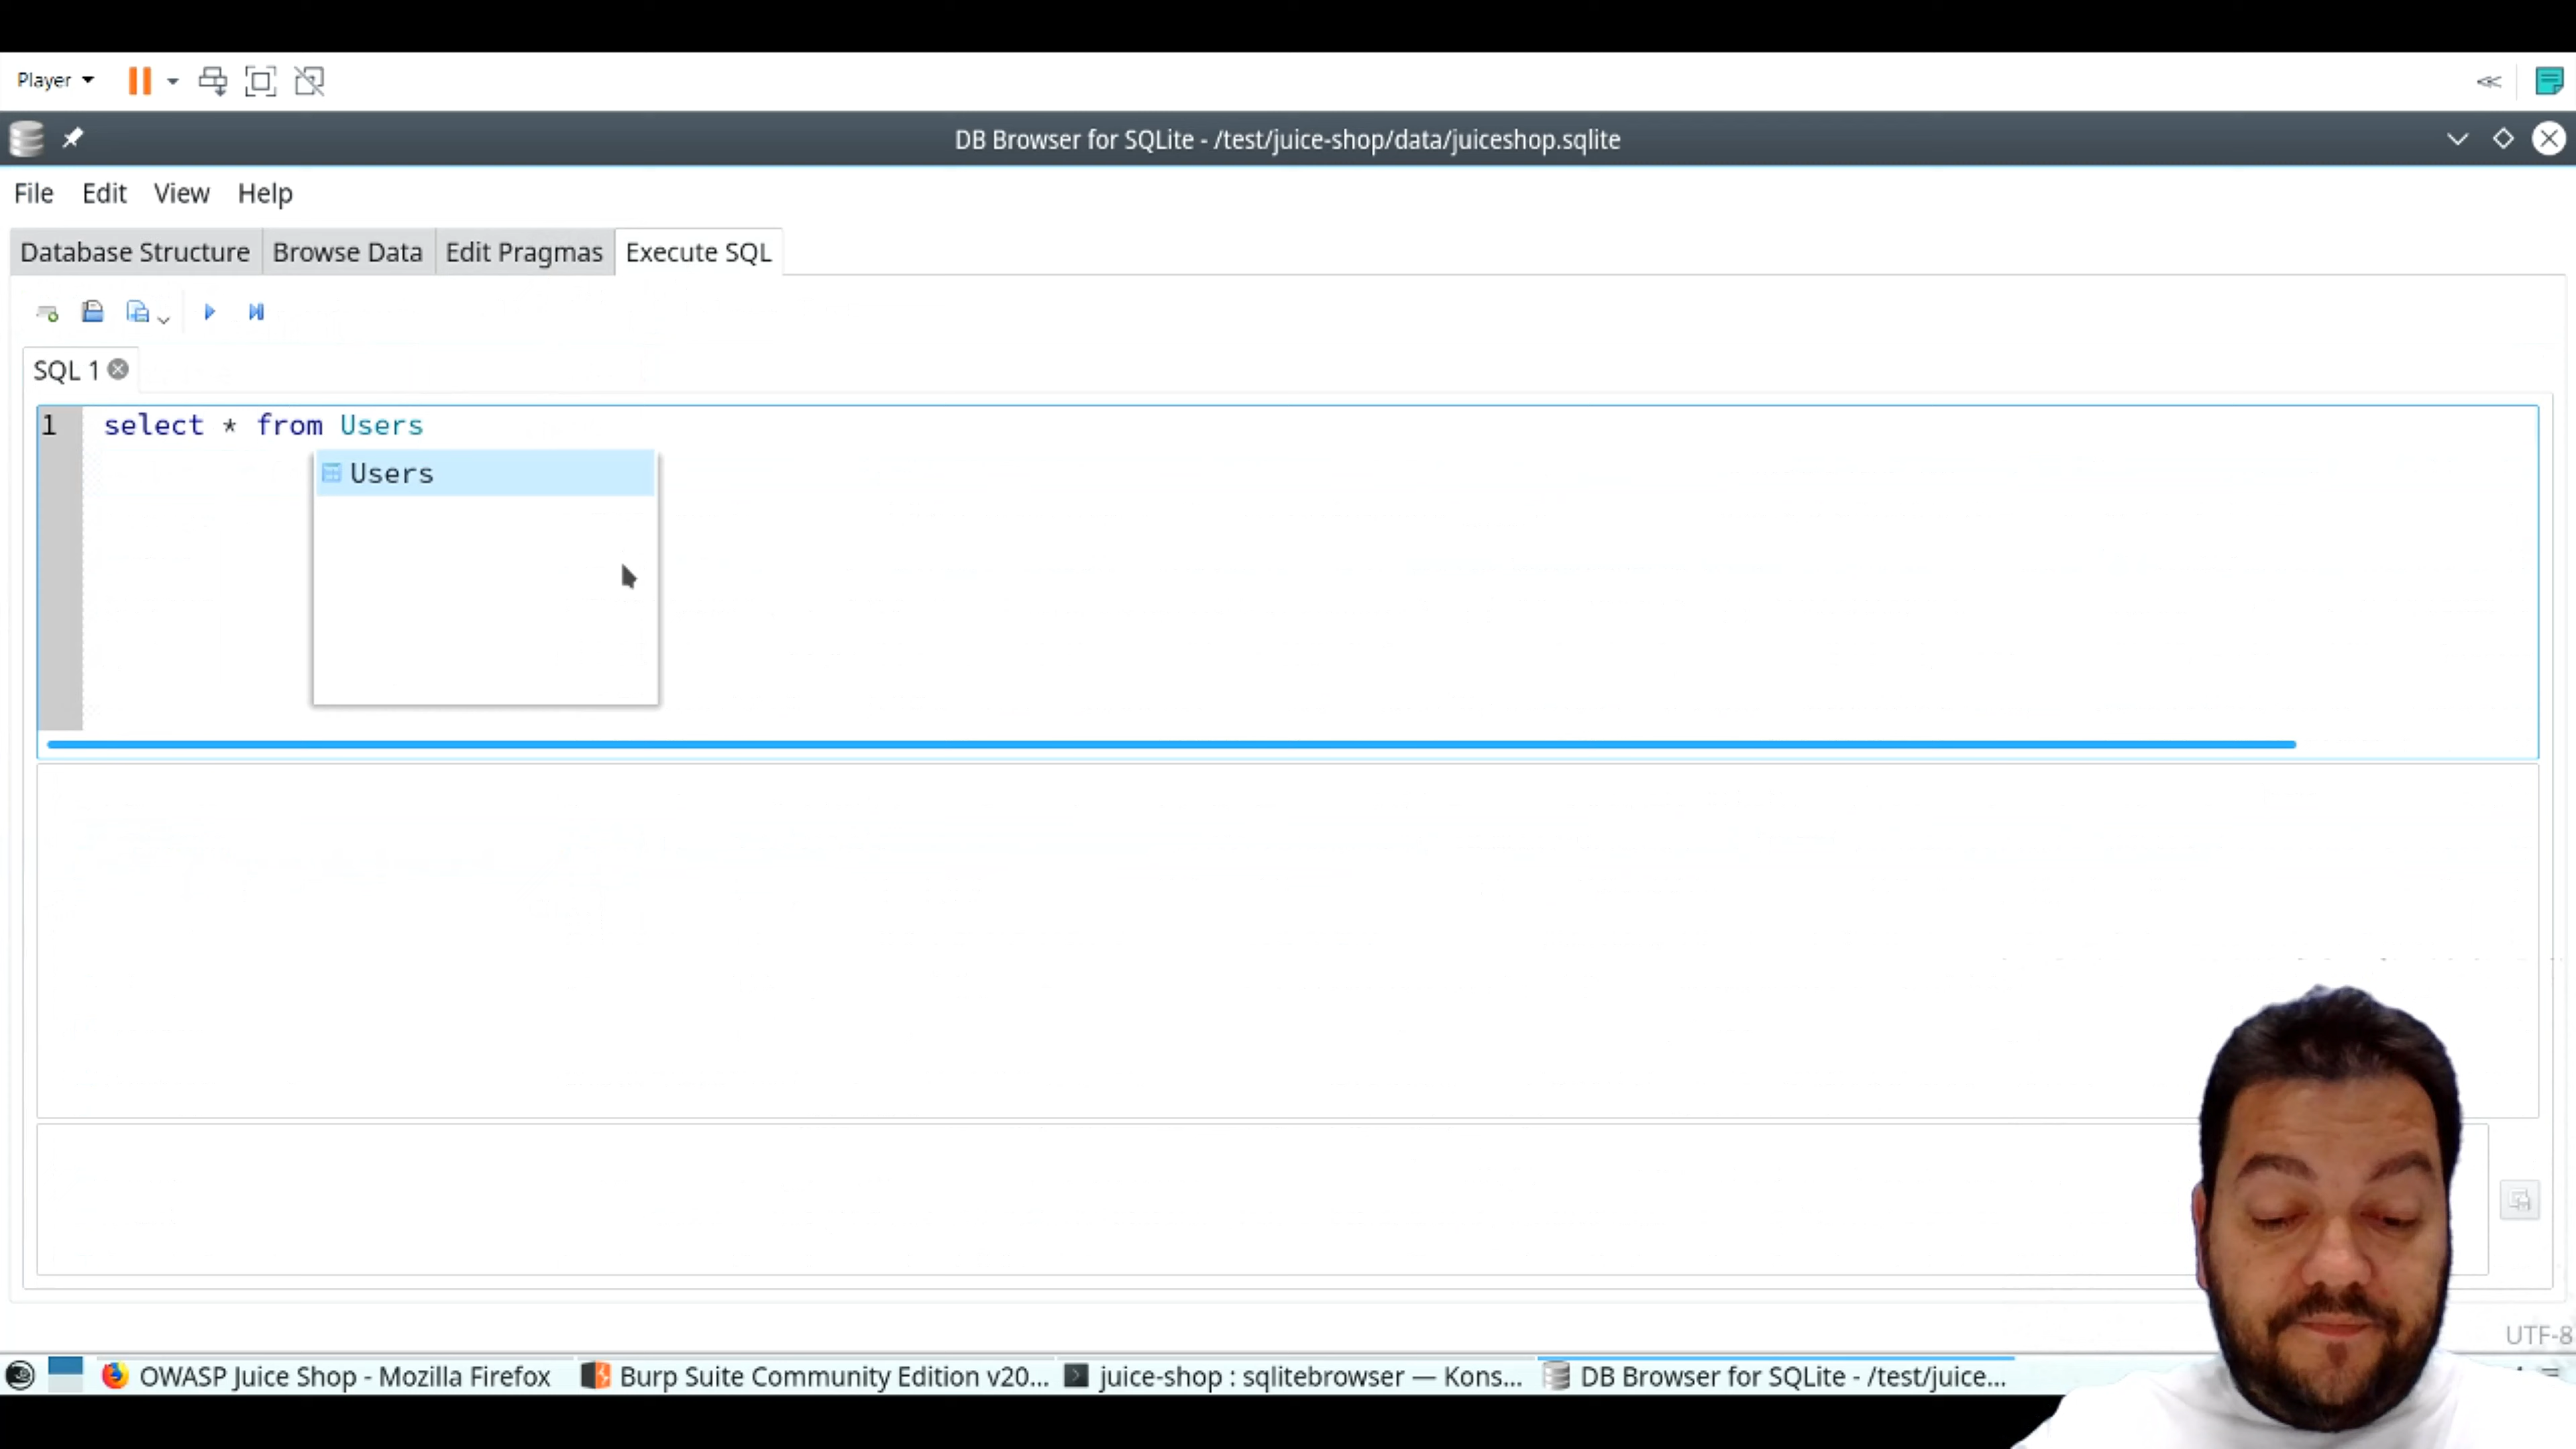 Player
DB Browser for SQLite - /test/juice-shop/data/juiceshop.sqlite
File Edit View Help
Database Structure Browse Data Edit Pragmas Execute SQL
SQL 1
1 select * from Users
Users
UTF-8
OWASP Juice Shop - Mozilla Firefox Burp Suite Community Edition v20... juice-shop : sqlitebrowser — Kons... DB Browser for SQLite - /test/juice...